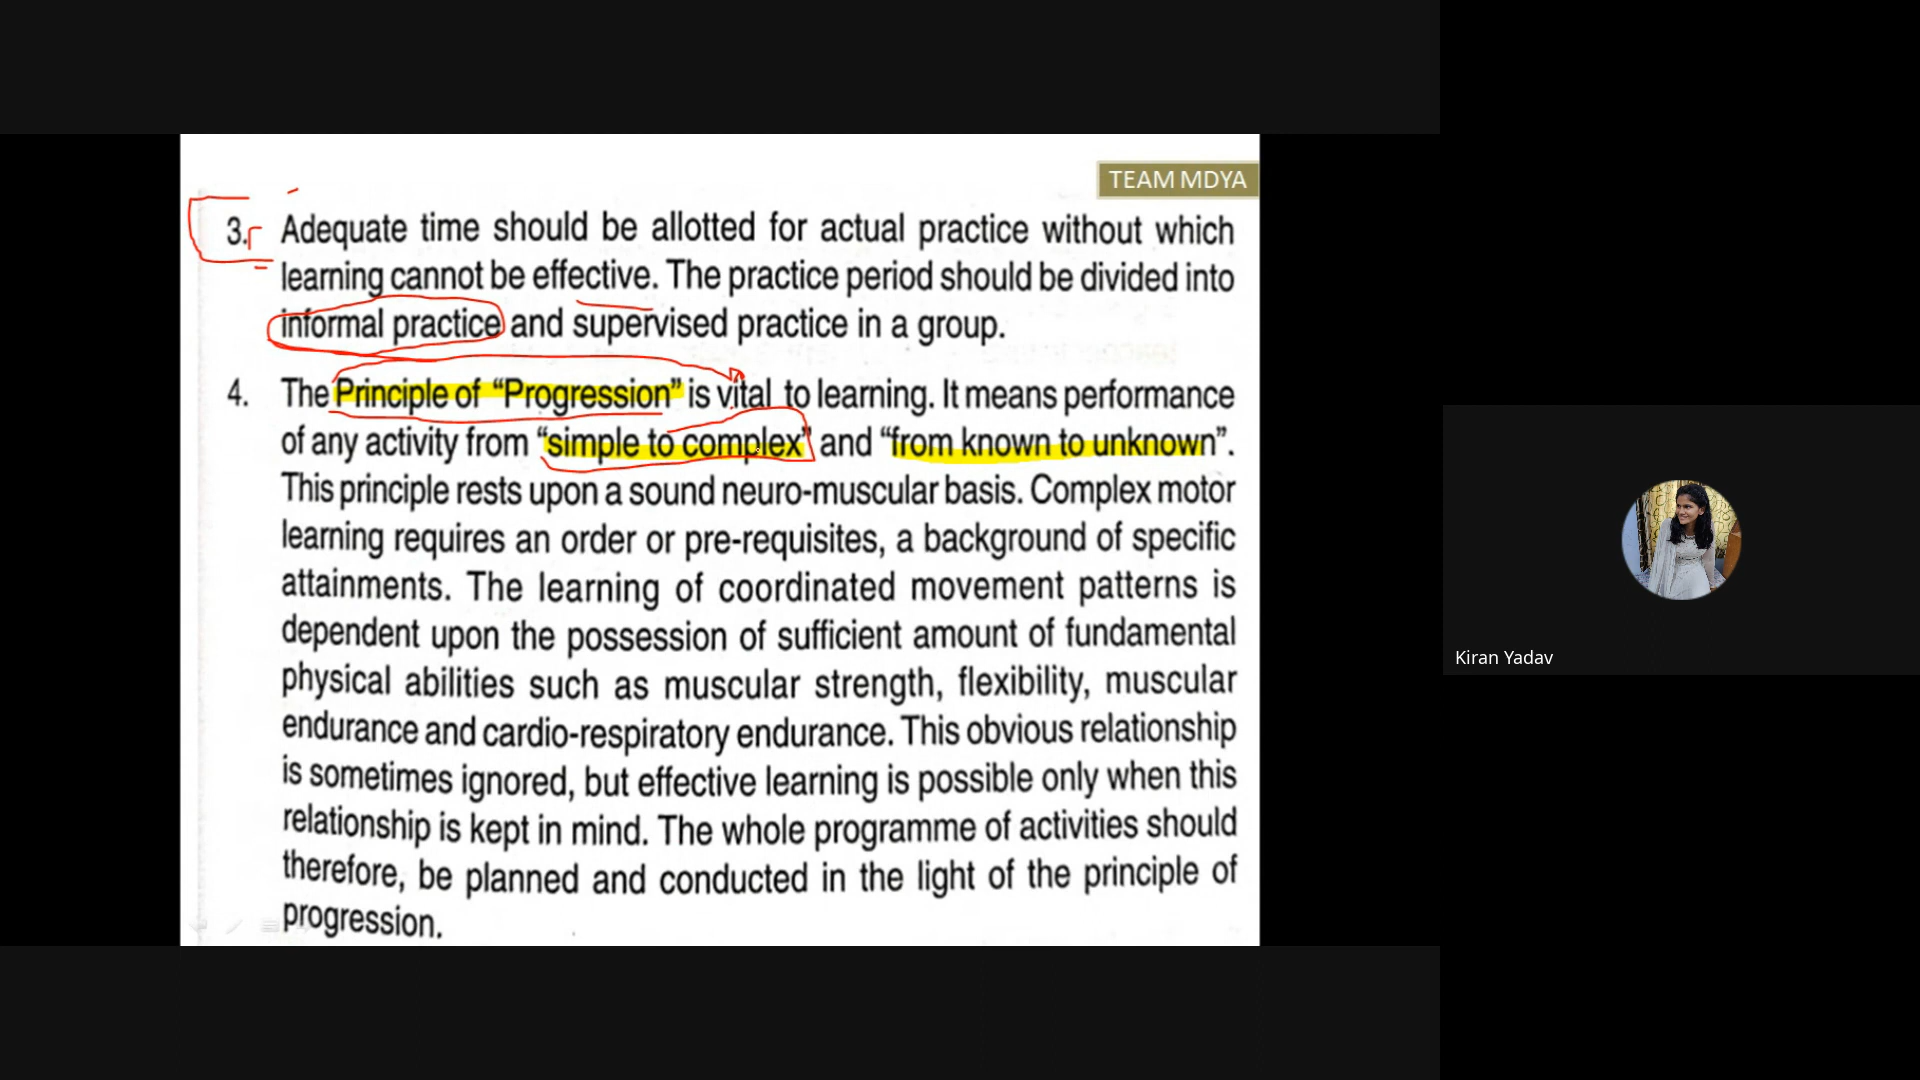 TEAM MDYA
3. Adequate time should be allotted for actual practice without which
learning cannot be effective. The practice period should be divided into
informal practice and supervised practice in a group.
4. The Principle of “Progression” is vital to learning. It means performance
of any activity from “simple to complex” and “from known to unknown”.
This principle rests upon a sound neuro-muscular basis. Complex motor
learning requires an order or pre-requisites, a background of specific
attainments. The learning of coordinated movement patterns is
dependent upon the possession of sufficient amount of fundamental
physical abilities such as muscular strength, flexibility, muscular
endurance and cardio-respiratory endurance. This obvious relationship
is sometimes ignored, but effective learning is possible only when this
relationship is kept in mind. The whole programme of activities should
therefore, be planned and conducted in the light of the principle of
progression.
Kiran Yadav